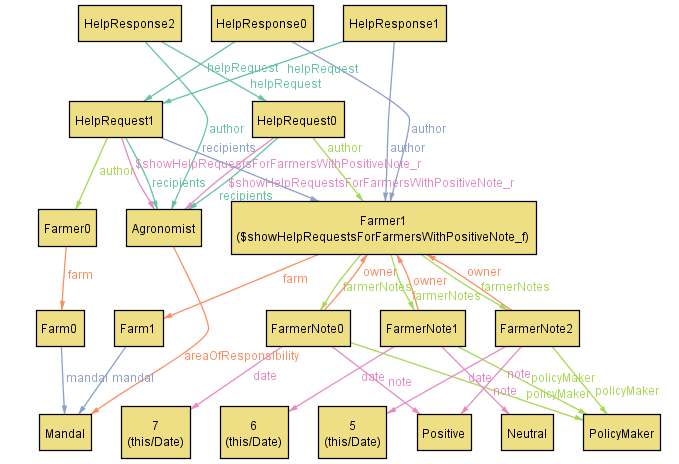 HelpResponse2
HelpResponse0
HelpResponse1
helpRequest
helpRequest
helpRequest
HelpRequest1
HelpRequest0
author
author
recipients
author
author
$showHelpRequestsForFarmersWithPositiveNote_r
author
recipients
$showHelpRequestsForFarmersWithPositiveNote_r
recipients
Farmer0
Agronomist
Farmer1
($showHelpRequestsForFarmersWithPositiveNote_f)
farm
farm
owner
owner
owner
farmerNotes
farmerNotes
farmerNotes
Farm0
Farm1
FarmerNote0
FarmerNote1
FarmerNote2
areaOfResponsibility
mandal
mandal
date
date
note
date
note
policyMaker
note
policyMaker
policyMaker
Mandal
7
(this/Date)
6
(this/Date)
5
(this/Date)
Positive
Neutral
PolicyMaker